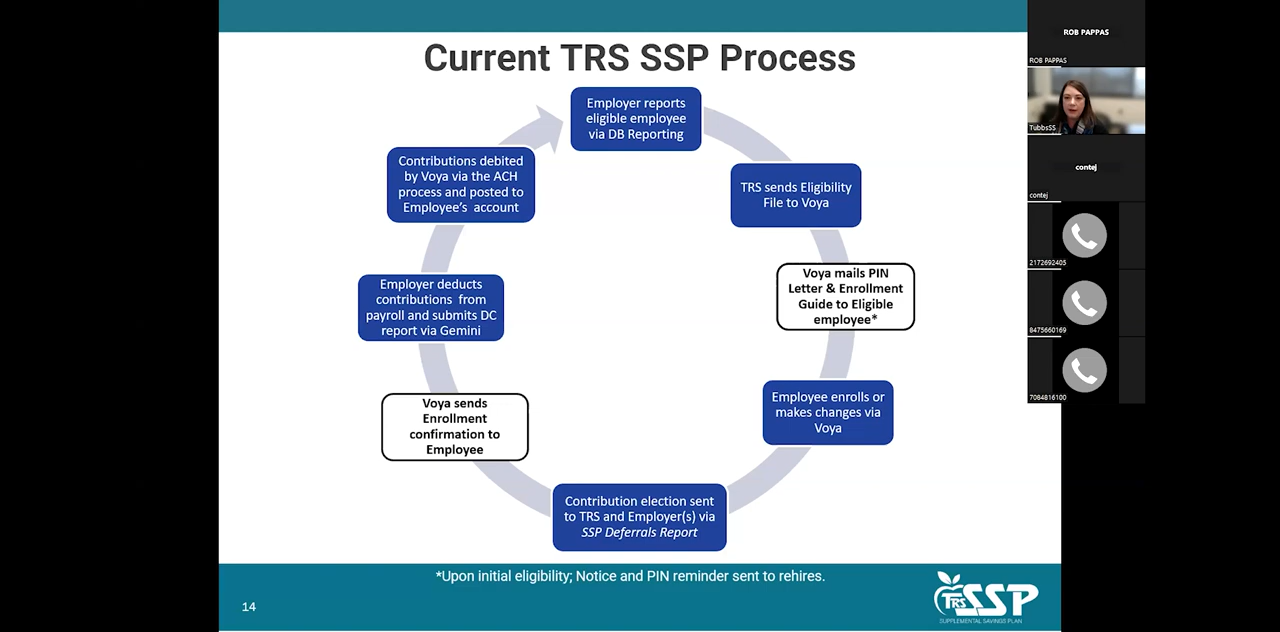 Current TRS SSP Process
Employer reports
eligible employee
via DB Reporting
TRS sends Eligibility
File to Voya
Voya mails PIN
Letter & Enrollment
Guide to Eligible
employee*
Employee enrolls or
makes changes via
Voya
Contribution election sent
to TRS and Employer(s) via
SSP Deferrals Report
Voya sends
Enrollment
confirmation to
Employee
Employer deducts
contributions from
payroll and submits DC
report via Gemini
Contributions debited
by Voya via the ACH
process and posted to
Employee's account
*Upon initial eligibility; Notice and PIN reminder sent to rehires.
14
TRS SSP
SUPPLEMENTAL SAVINGS PLAN
ROB PAPPAS
ROB PAPPAS
TubbsSS
contej
contej
2172692405
8475660169
7084816100